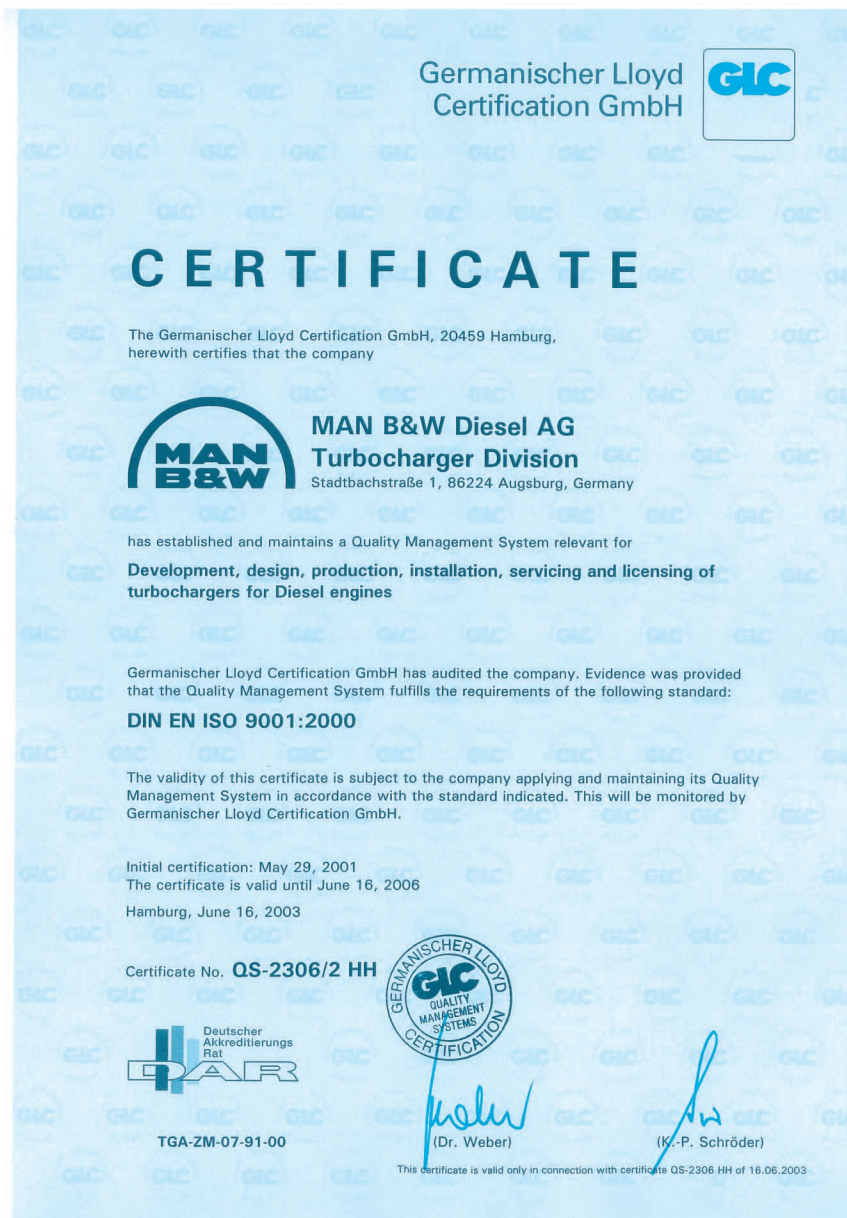 Germanischer Lloyd
Certification GmbH
GLC
CERTIFICATE
The Germanischer Lloyd Certification GmbH, 20459 Hamburg,
herewith certifies that the company
MAN
B&W
MAN B&W Diesel AG
Turbocharger Division
Stadtbachstraße 1, 86224 Augsburg, Germany
has established and maintains a Quality Management System relevant for
Development, design, production, installation, servicing and licensing of
turbochargers for Diesel engines
Germanischer Lloyd Certification GmbH has audited the company. Evidence was provided
that the Quality Management System fulfills the requirements of the following standard:
DIN EN ISO 9001:2000
The validity of this certificate is subject to the company applying and maintaining its Quality
Management System in accordance with the standard indicated. This will be monitored by
Germanischer Lloyd Certification GmbH.
Initial certification: May 29, 2001
The certificate is valid until June 16, 2006
Hamburg, June 16, 2003
Certificate No. QS-2306/2 HH
GERMANISCHER LLOYD
GLC
QUALITY
MANAGEMENT
SYSTEMS
CERTIFICATION
Deutscher
Akkreditierungs
Rat
DAR
TGA-ZM-07-91-00
(Dr. Weber)
(K.-P. Schröder)
This certificate is valid only in connection with certificate QS-2306 HH of 16.06.2003